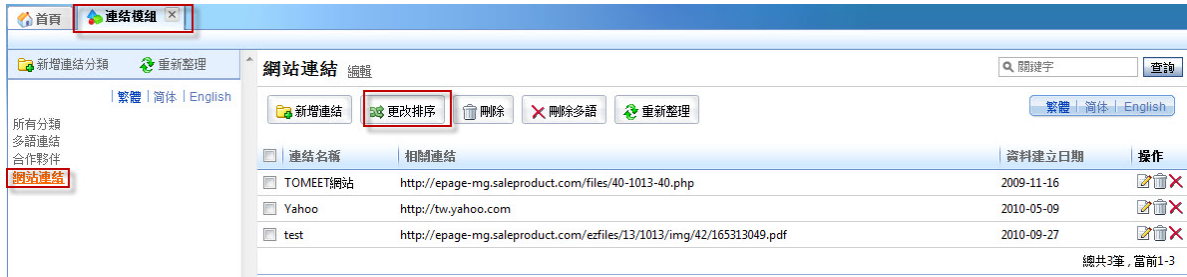 首頁 連結模組
新增連結分類 重新整理
繁體 | 简体 | English
所有分類
多語連結
合作夥伴
網站連結
網站連結 編輯
關鍵字 查詢
新增連結 更改排序 刪除 刪除多語 重新整理
繁體 | 简体 | English
連結名稱 相關連結 資料建立日期 操作
TOMEET網站 http://epage-mg.saleproduct.com/files/40-1013-40.php 2009-11-16
Yahoo http://tw.yahoo.com 2010-05-09
test http://epage-mg.saleproduct.com/ezfiles/13/1013/img/42/165313049.pdf 2010-09-27
總共3筆,當前1-3